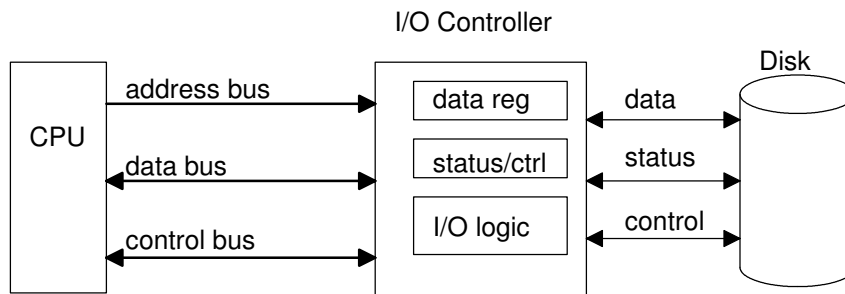 I/O Controller
Disk
address bus
data reg
data
CPU
data bus
status/ctrl
status
control bus
I/O logic
control